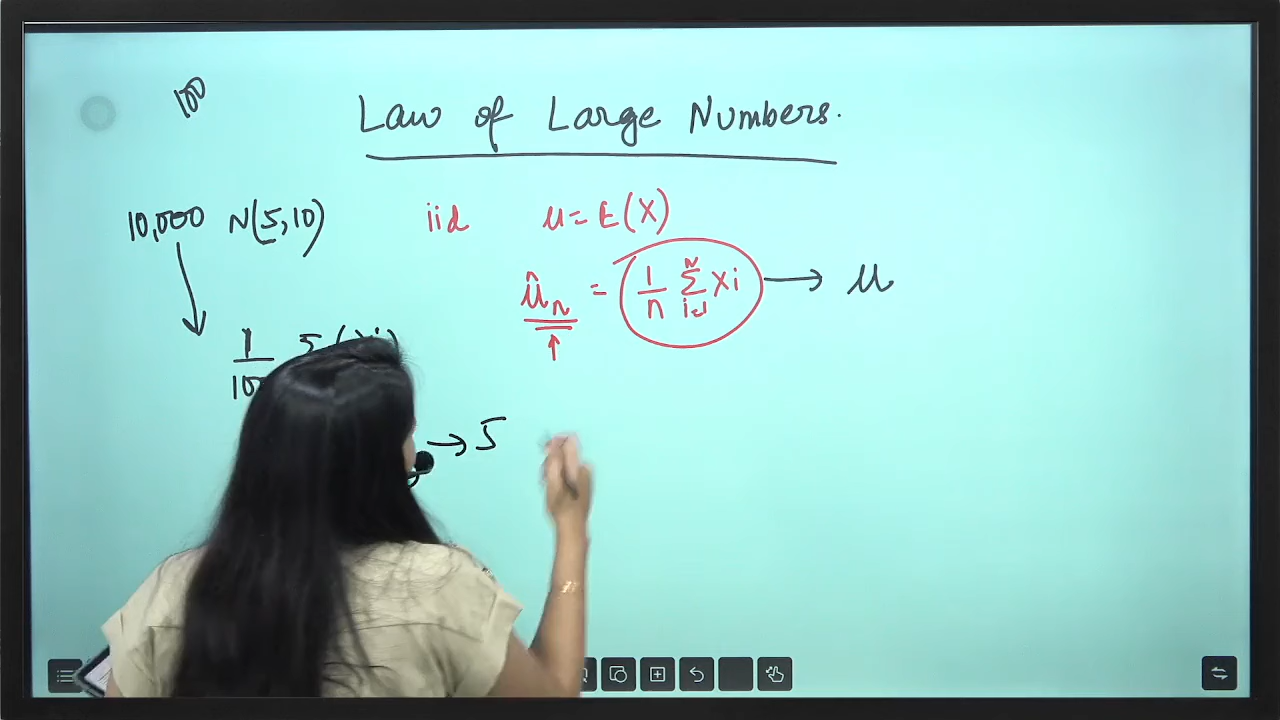 100
Law of Large Numbers.
10,000 N(5,10)
iid
μ = E(X)
μ̂n = 1/n Σ i=1 n Xi → μ
→ 5